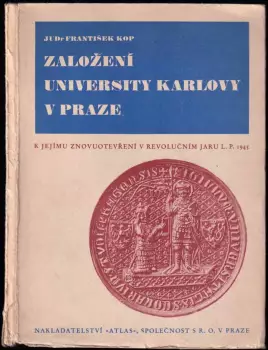 JUDr FRANTIŠEK KOP
ZALOŽENÍ
UNIVERSITY KARLOVY
V PRAZE
K JEJÍMU ZNOVUOTEVŘENÍ V REVOLUČNÍM JARU L. P. 1945
NAKLADATELSTVÍ »ATLAS«, SPOLEČNOST S R. O. V PRAZE